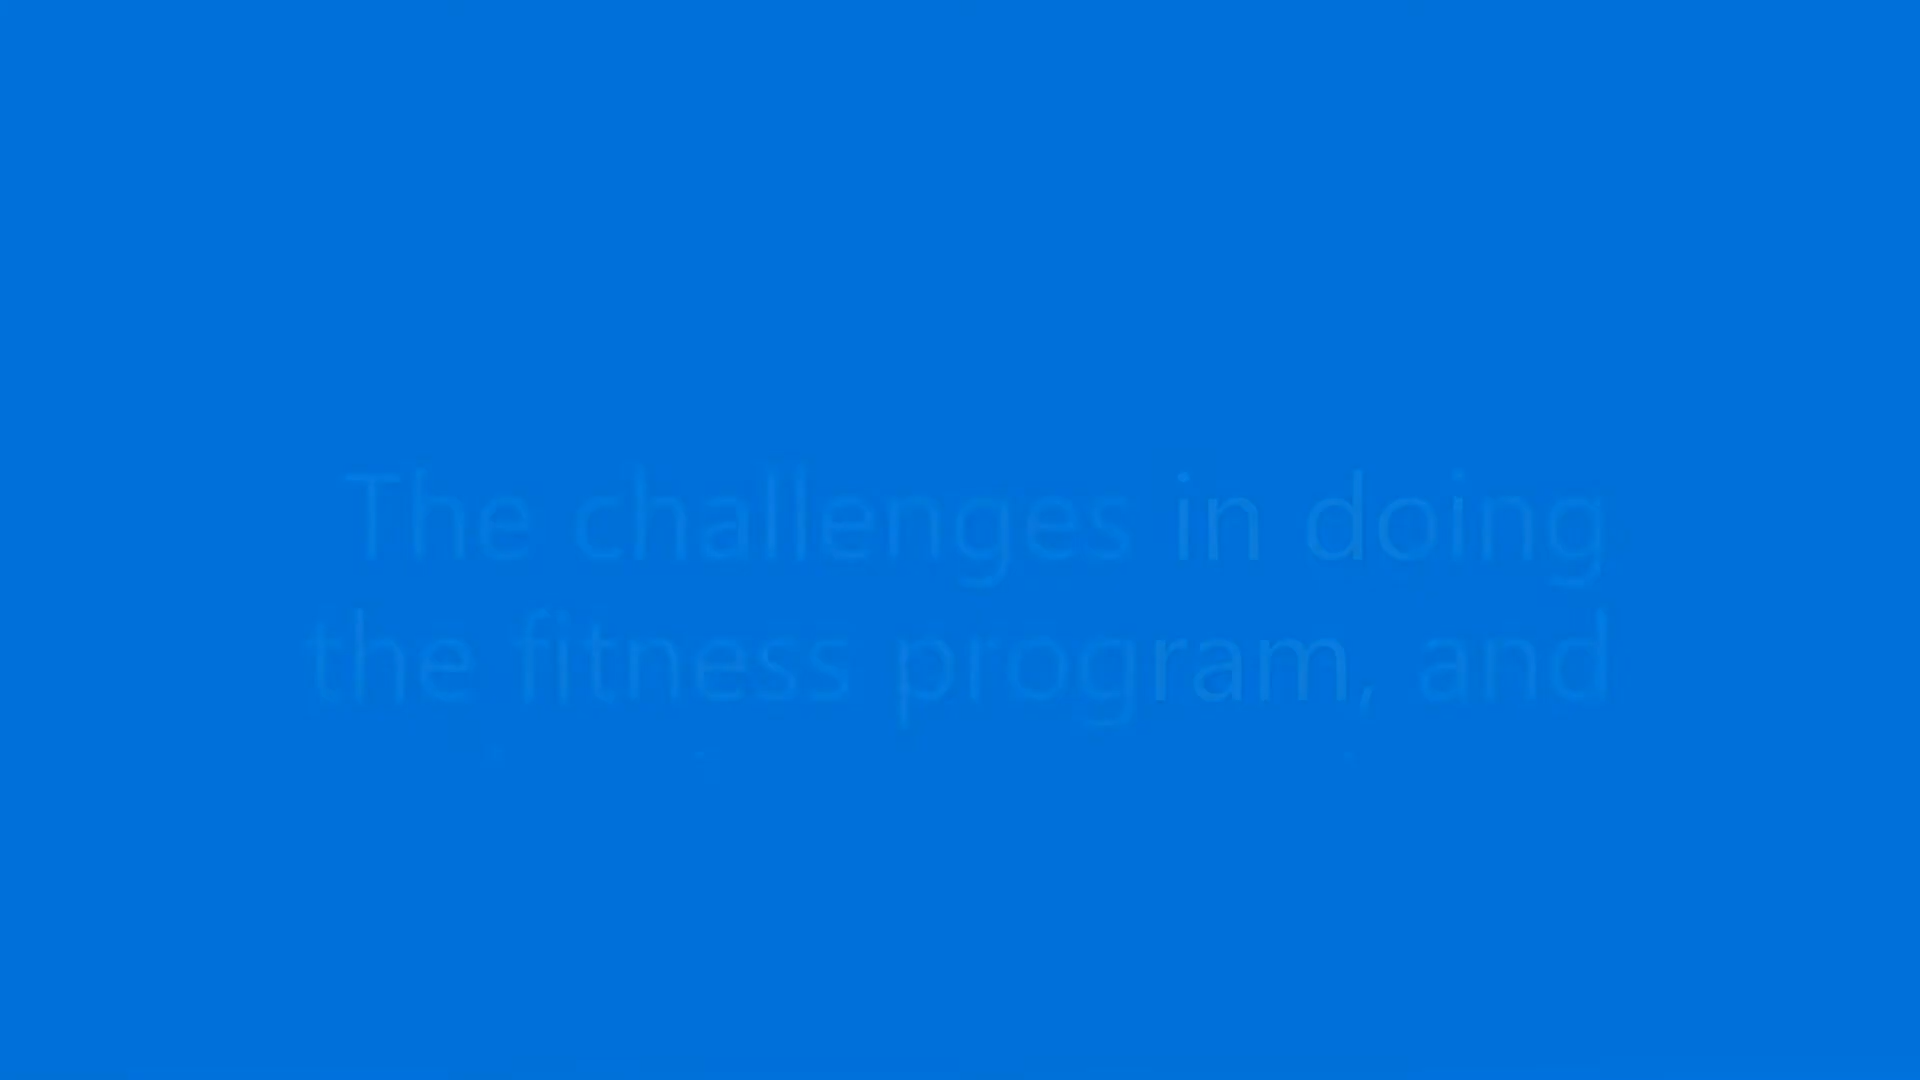 The challenges in doing
the fitness program, and